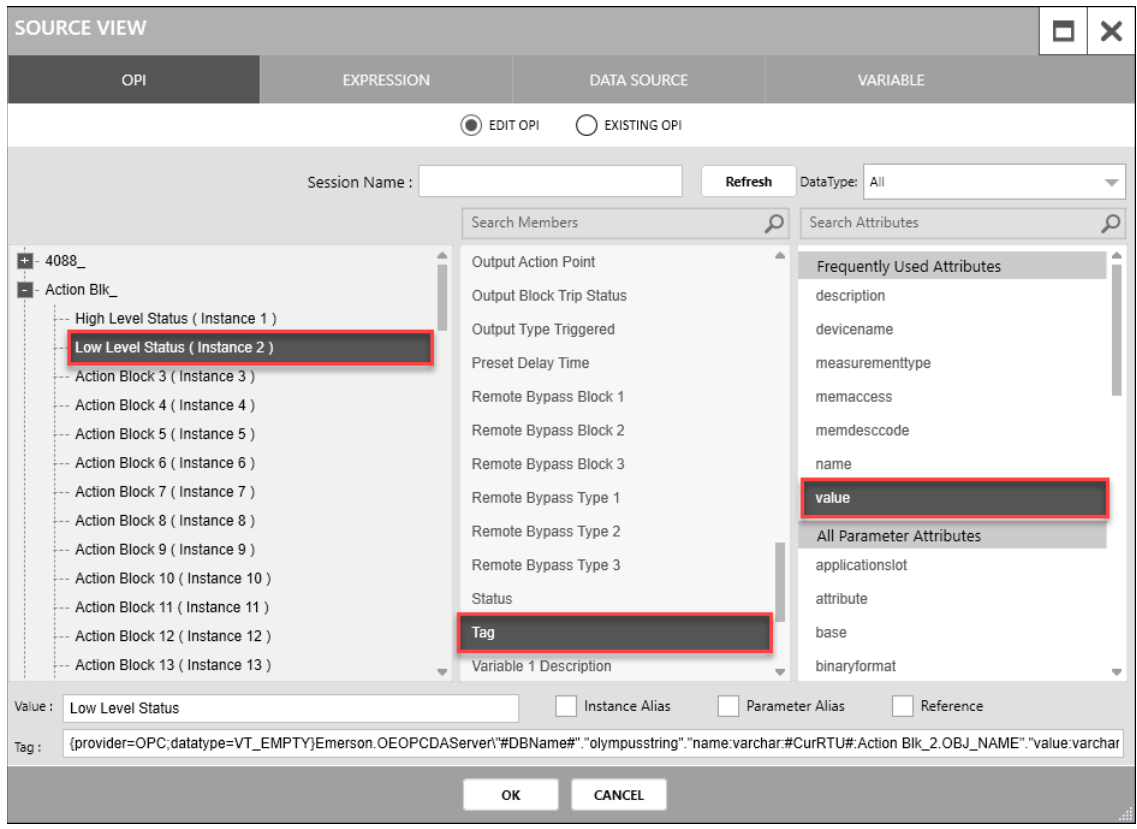 SOURCE VIEW
OPI EXPRESSION DATA SOURCE VARIABLE
EDIT OPI EXISTING OPI
Session Name : Refresh DataType: All
Search Members Search Attributes
4088_
Action Blk_
High Level Status ( Instance 1 )
Low Level Status ( Instance 2 )
Action Block 3 ( Instance 3 )
Action Block 4 ( Instance 4 )
Action Block 5 ( Instance 5 )
Action Block 6 ( Instance 6 )
Action Block 7 ( Instance 7 )
Action Block 8 ( Instance 8 )
Action Block 9 ( Instance 9 )
Action Block 10 ( Instance 10 )
Action Block 11 ( Instance 11 )
Action Block 12 ( Instance 12 )
Action Block 13 ( Instance 13 )
Output Action Point
Output Block Trip Status
Output Type Triggered
Preset Delay Time
Remote Bypass Block 1
Remote Bypass Block 2
Remote Bypass Block 3
Remote Bypass Type 1
Remote Bypass Type 2
Remote Bypass Type 3
Status
Tag
Variable 1 Description
Frequently Used Attributes
description
devicename
measurementtype
memaccess
memdesccode
name
value
All Parameter Attributes
applicationslot
attribute
base
binaryformat
Value : Low Level Status Instance Alias Parameter Alias Reference
Tag : {provider=OPC;datatype=VT_EMPTY}Emerson.OEOPCDAServer\"#DBName#"."olympusstring"."name:varchar:#CurRTU#:Action Blk_2.OBJ_NAME"."value:varchar
OK CANCEL